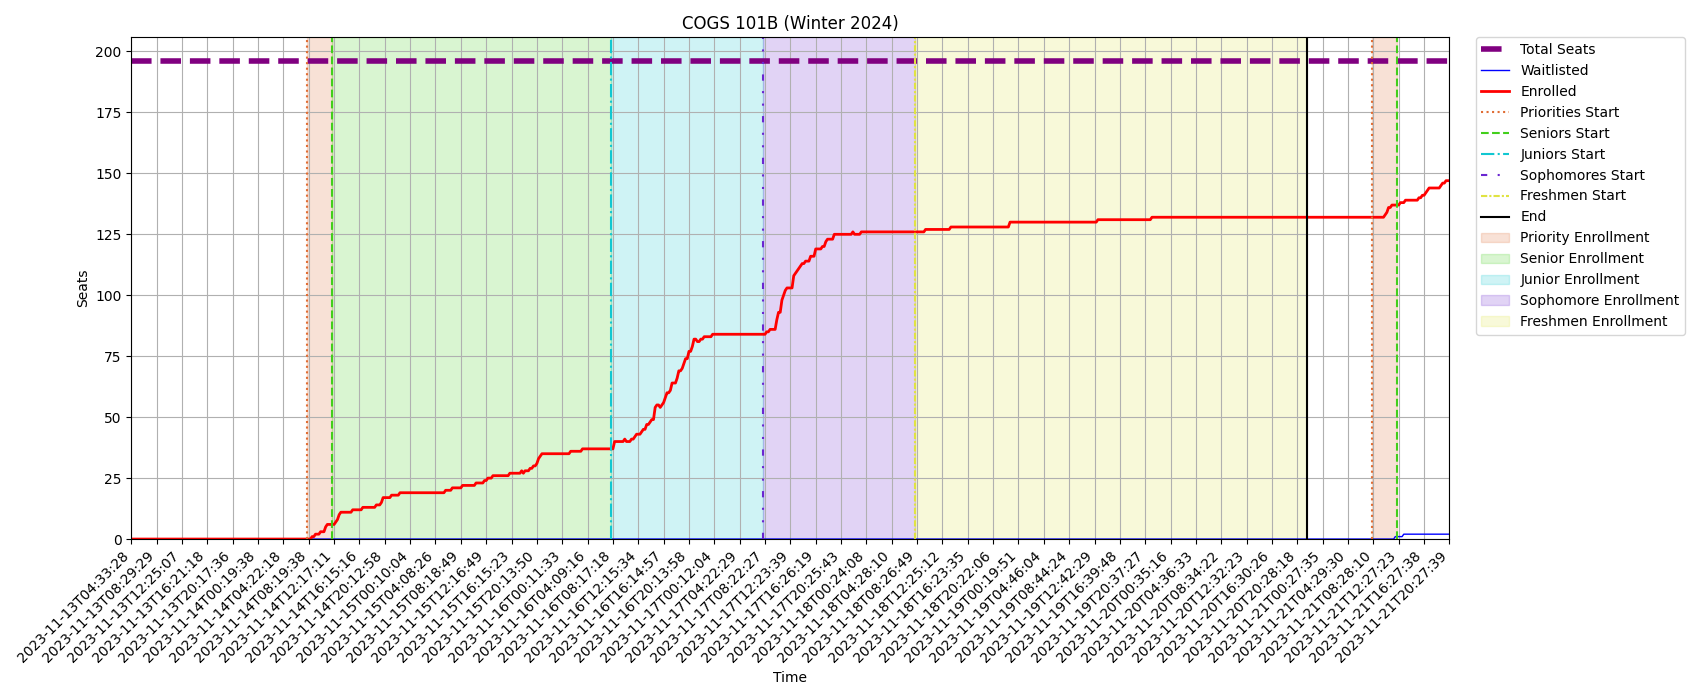 COGS 101B (Winter 2024)
200
175
150
125
100
75
50
25
0
Seats
2023-11-13T04:33:28
2023-11-13T08:29:29
2023-11-13T12:25:07
2023-11-13T16:21:18
2023-11-13T20:17:36
2023-11-14T00:19:38
2023-11-14T04:22:18
2023-11-14T08:19:38
2023-11-14T12:17:11
2023-11-14T16:15:16
2023-11-14T20:12:58
2023-11-15T00:10:04
2023-11-15T04:08:26
2023-11-15T08:18:49
2023-11-15T12:16:49
2023-11-15T16:15:23
2023-11-15T20:13:50
2023-11-16T00:11:33
2023-11-16T04:09:16
2023-11-16T08:17:18
2023-11-16T12:15:34
2023-11-16T16:14:57
2023-11-16T20:13:58
2023-11-17T00:12:04
2023-11-17T04:22:29
2023-11-17T08:22:27
2023-11-17T12:23:39
2023-11-17T16:26:19
2023-11-17T20:25:43
2023-11-18T00:24:08
2023-11-18T04:28:10
2023-11-18T08:26:49
2023-11-18T12:25:12
2023-11-18T16:23:35
2023-11-18T20:22:06
2023-11-19T00:19:51
2023-11-19T04:46:04
2023-11-19T08:44:24
2023-11-19T12:42:29
2023-11-19T16:39:48
2023-11-19T20:37:27
2023-11-20T00:35:16
2023-11-20T04:36:33
2023-11-20T08:34:22
2023-11-20T12:32:23
2023-11-20T16:30:26
2023-11-20T20:28:18
2023-11-21T00:27:35
2023-11-21T04:29:30
2023-11-21T08:28:10
2023-11-21T12:27:23
2023-11-21T16:27:38
2023-11-21T20:27:39
Time
Total Seats
Waitlisted
Enrolled
Priorities Start
Seniors Start
Juniors Start
Sophomores Start
Freshmen Start
End
Priority Enrollment
Senior Enrollment
Junior Enrollment
Sophomore Enrollment
Freshmen Enrollment